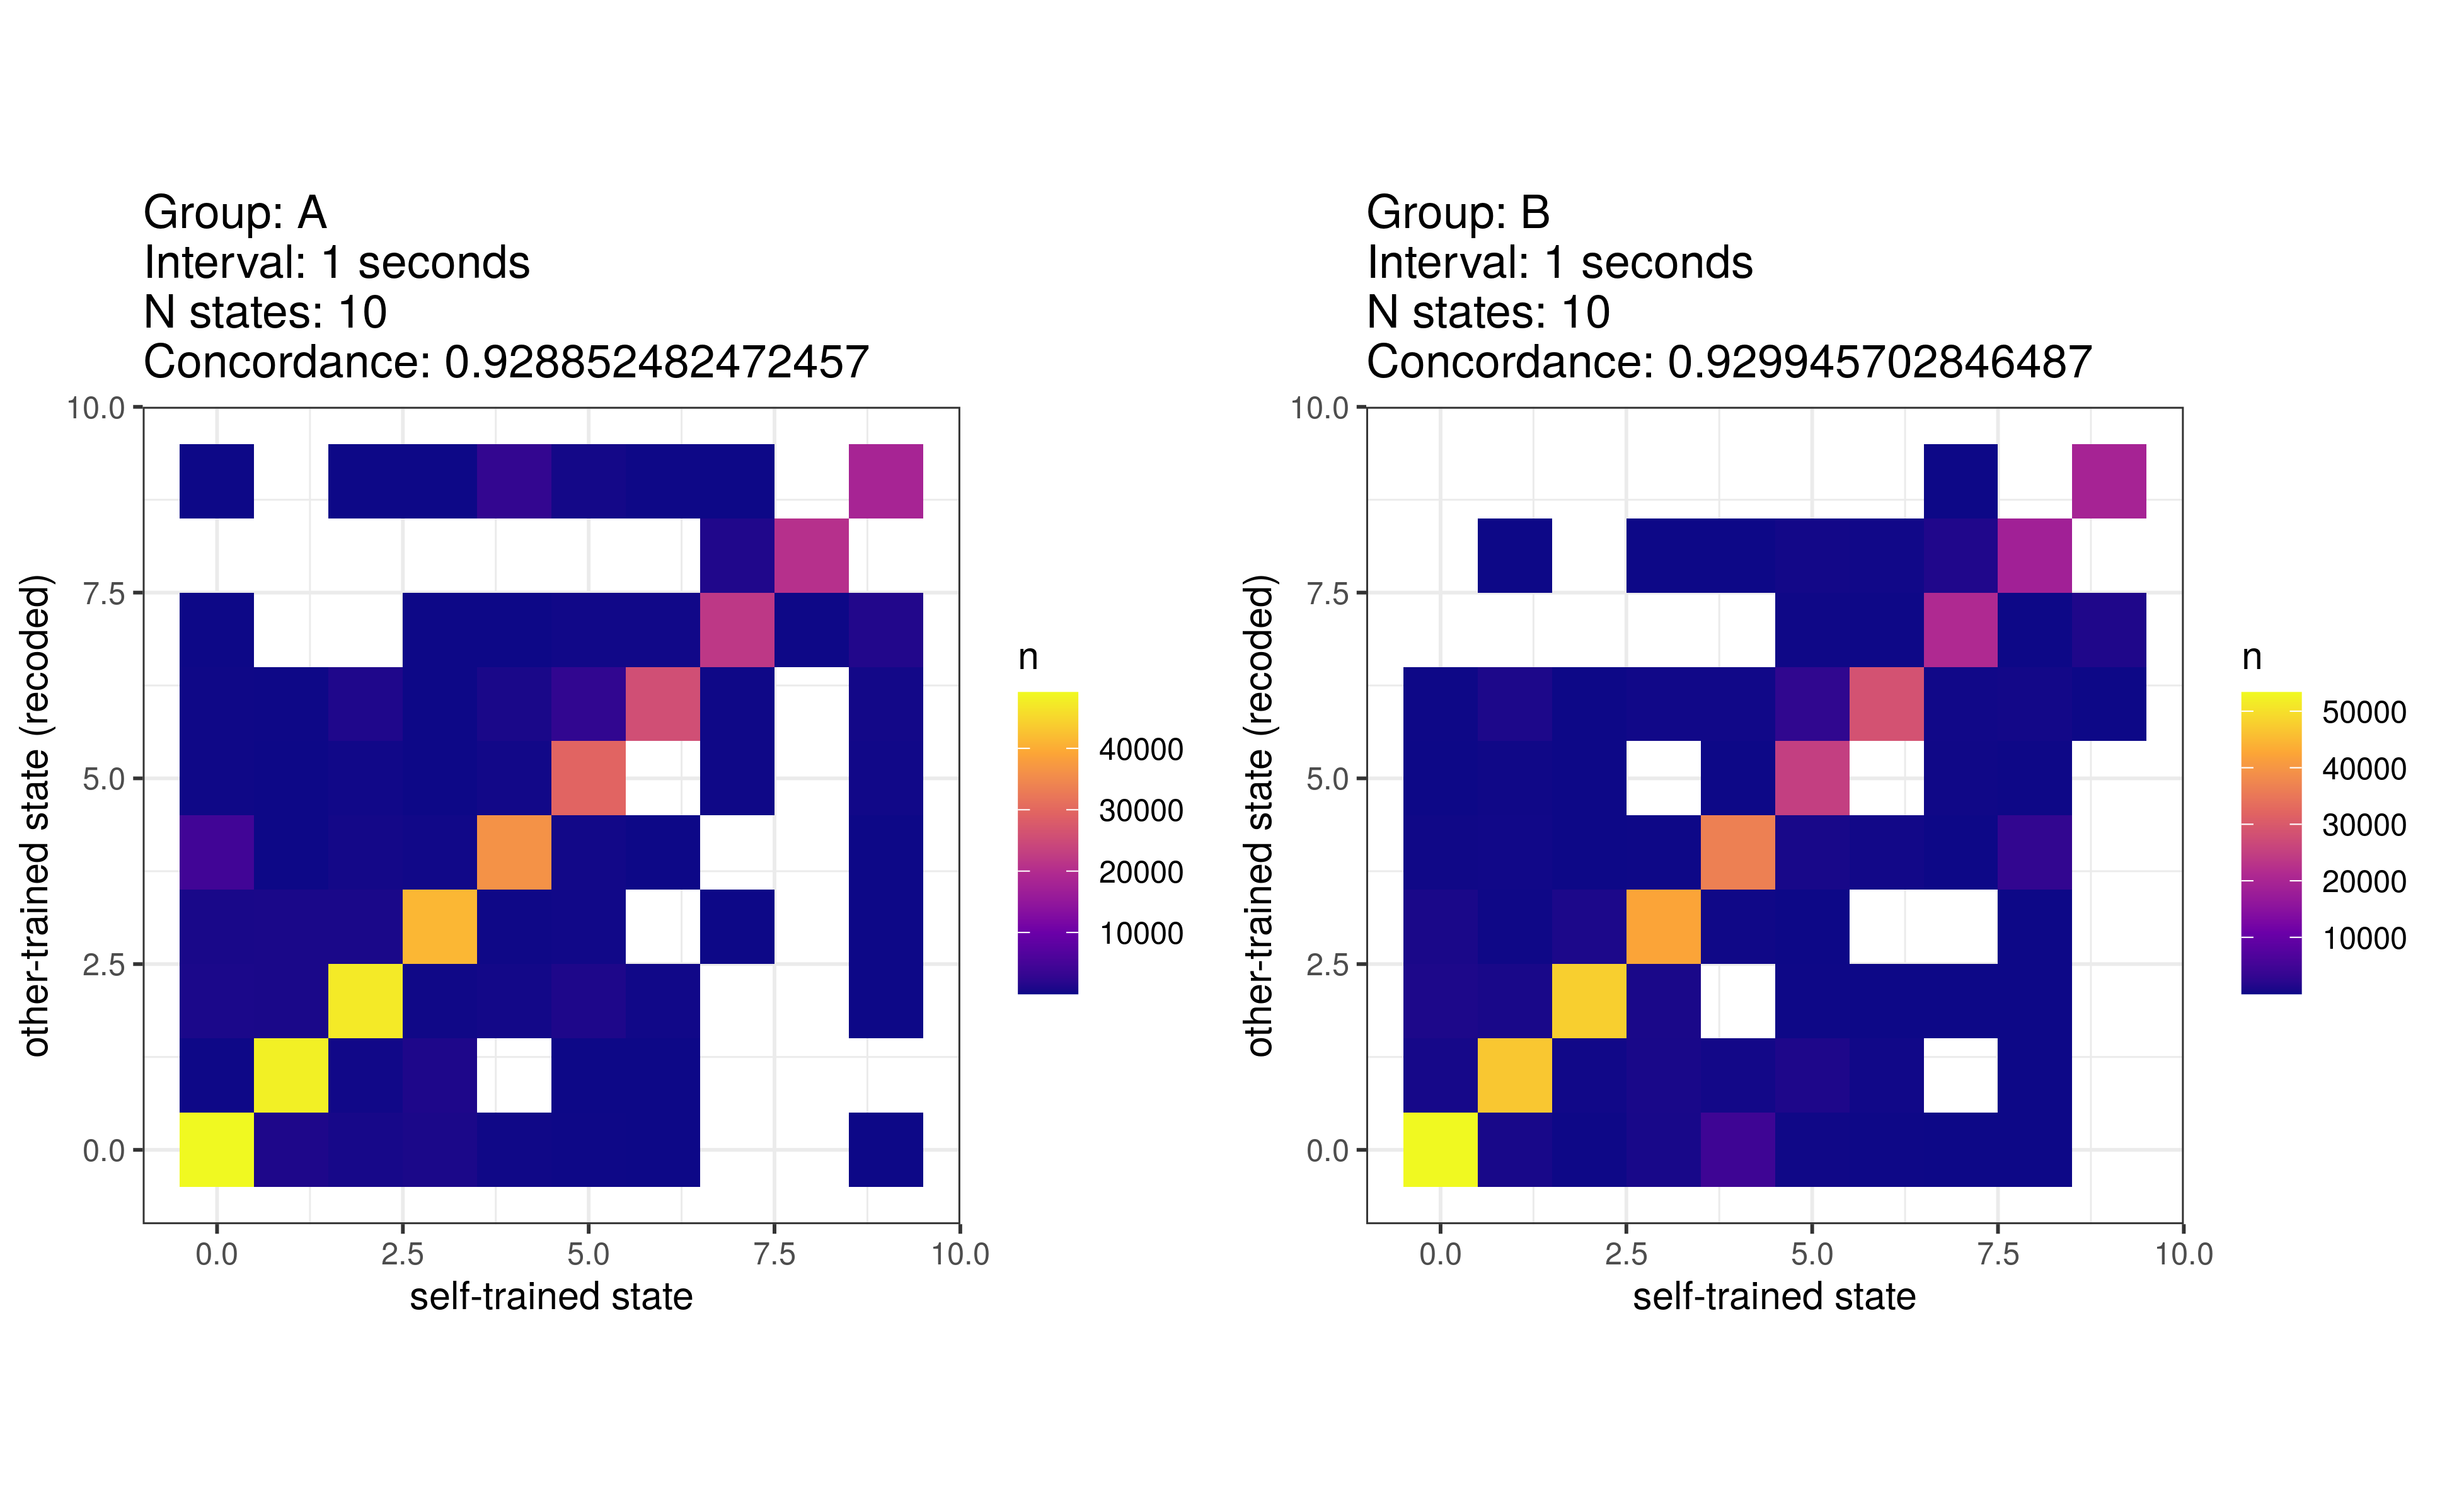 Group: A
Interval: 1 seconds
N states: 10
Concordance: 0.928852482472457
10.0
7.5
5.0
2.5
0.0
other-trained state (recoded)
0.0 2.5 5.0 7.5 10.0
self-trained state
n
40000
30000
20000
10000
Group: B
Interval: 1 seconds
N states: 10
Concordance: 0.929945702846487
10.0
7.5
5.0
2.5
0.0
other-trained state (recoded)
0.0 2.5 5.0 7.5 10.0
self-trained state
n
50000
40000
30000
20000
10000